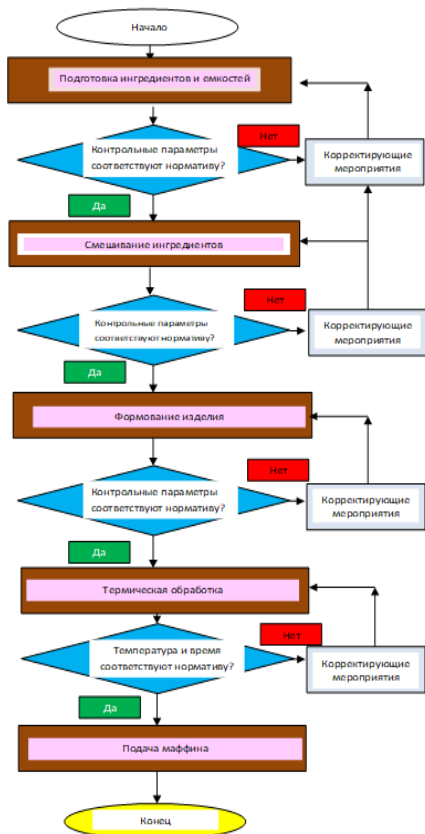 Начало
Подготовка ингредиентов и емкостей
Контрольные параметры
соответствуют нормативу?
Нет
Корректирующие
мероприятия
Да
Смешивание ингредиентов
Контрольные параметры
соответствуют нормативу?
Нет
Корректирующие
мероприятия
Да
Формование изделия
Контрольные параметры
соответствуют нормативу?
Нет
Корректирующие
мероприятия
Да
Термическая обработка
Температура и время
соответствуют нормативу?
Нет
Корректирующие
мероприятия
Да
Подача маффина
Конец